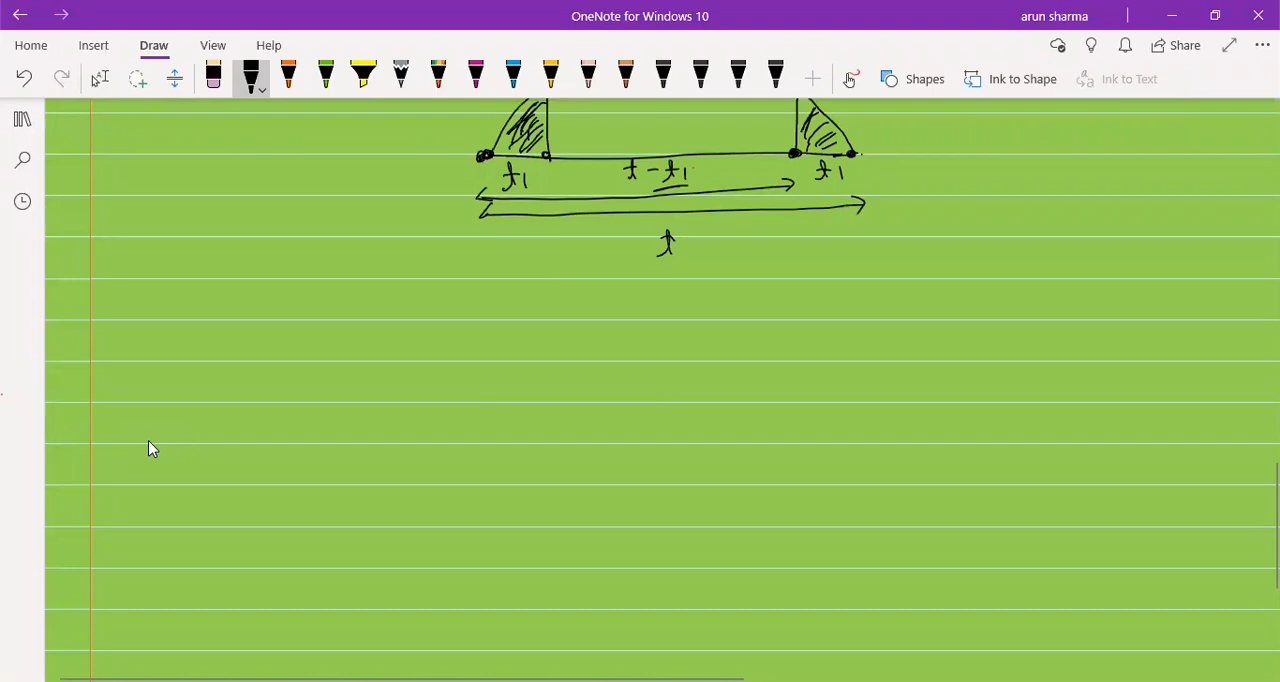 OneNote for Windows 10
arun sharma
Home Insert Draw View Help
Share
Shapes
Ink to Shape
Ink to Text
t1 t - t1 t1
t